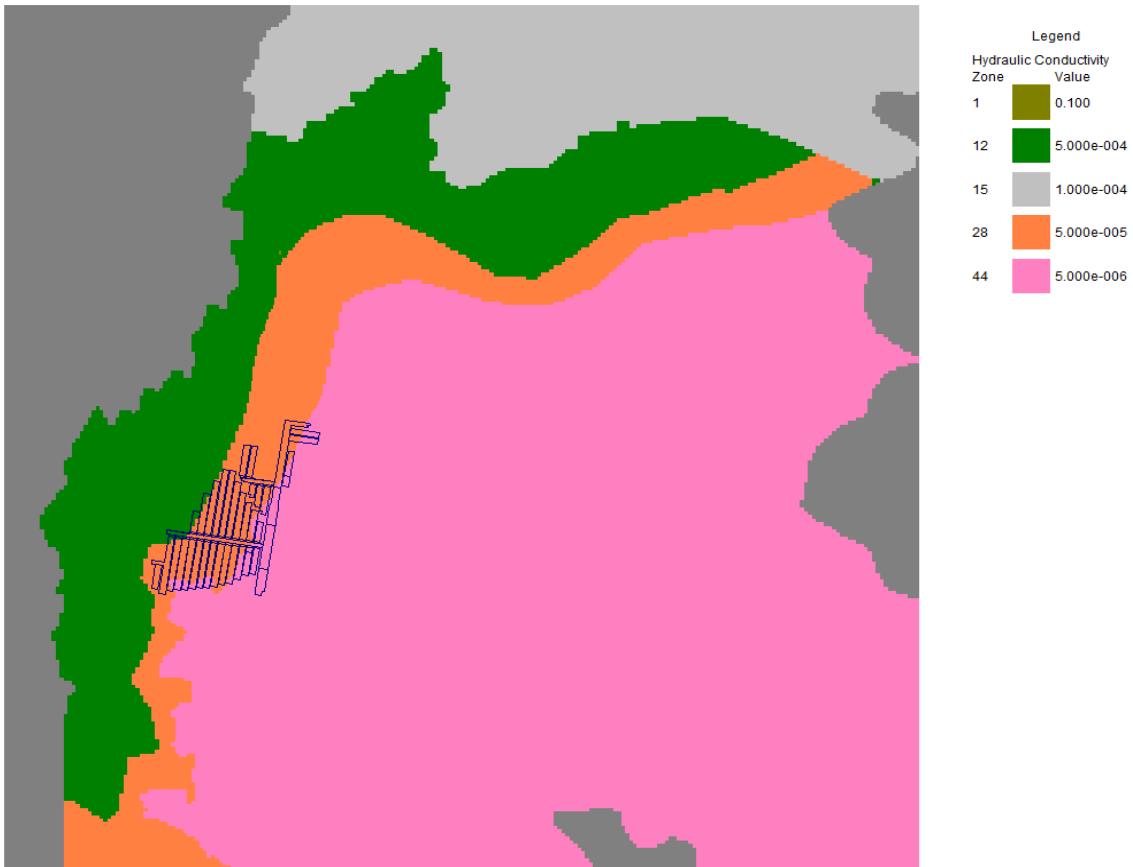 Legend
Hydraulic Conductivity
Zone Value
1 0.100
12 5.000e-004
15 1.000e-004
28 5.000e-005
44 5.000e-006